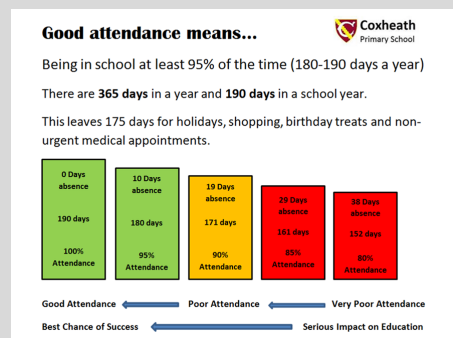 Good attendance means...
Coxheath
Primary School
Being in school at least 95% of the time (180-190 days a year)
There are 365 days in a year and 190 days in a school year.
This leaves 175 days for holidays, shopping, birthday treats and non-
urgent medical appointments.
0 Days
absence
190 days
100%
Attendance
10 Days
absence
180 days
95%
Attendance
19 Days
absence
171 days
90%
Attendance
29 Days
absence
161 days
85%
Attendance
38 Days
absence
152 days
80%
Attendance
Good Attendance Poor Attendance Very Poor Attendance
Best Chance of Success Serious Impact on Education